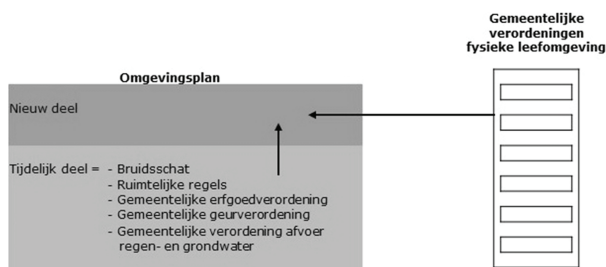 Gemeentelijke
verordeningen
fysieke leefomgeving
Omgevingsplan
Nieuw deel
Tijdelijk deel = - Bruidsschat
- Ruimtelijke regels
- Gemeentelijke erfgoedverordening
- Gemeentelijke geurverordening
- Gemeentelijke verordening afvoer
regen- en grondwater